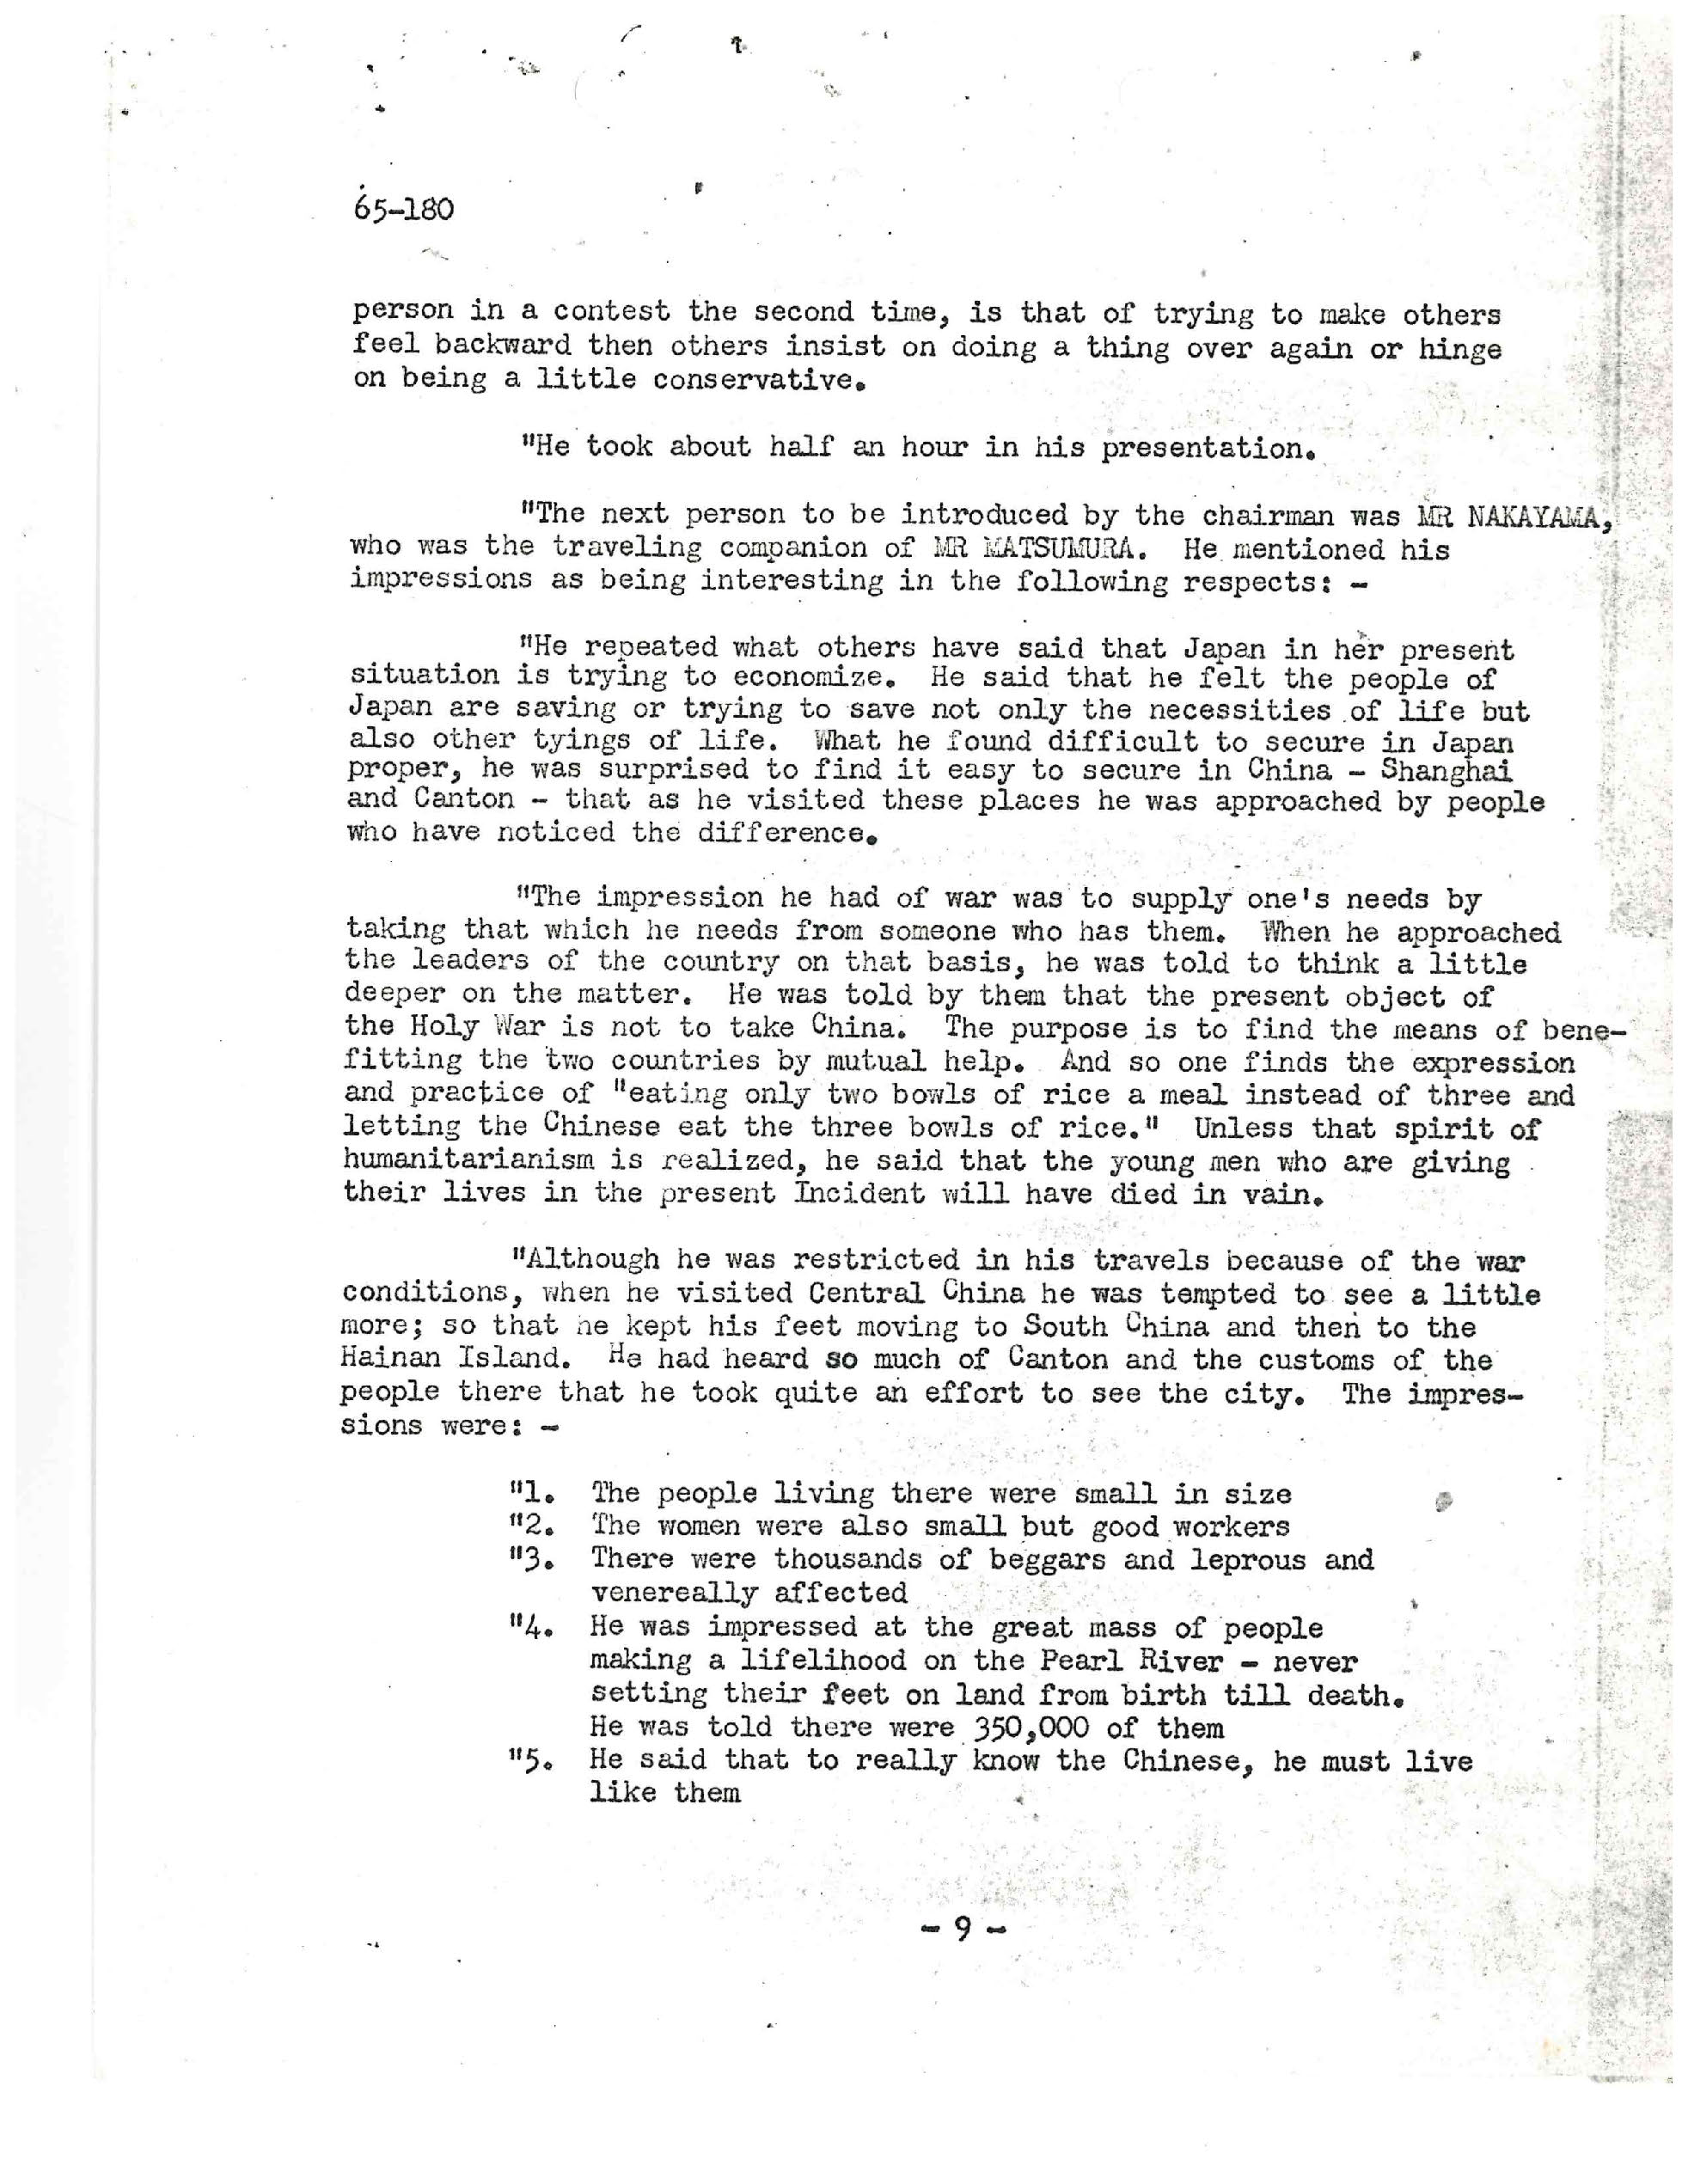 65-180
person in a contest the second time, is that of trying to make others
feel backward then others insist on doing a thing over again or hinge
on being a little conservative.
"He took about half an hour in his presentation.
"The next person to be introduced by the chairman was MR NAKAYAMA,
who was the traveling companion of MR MATSUMURA. He mentioned his
impressions as being interesting in the following respects: -
"He repeated what others have said that Japan in her present
situation is trying to economize. He said that he felt the people of
Japan are saving or trying to save not only the necessities of life but
also other tyings of life. What he found difficult to secure in Japan
proper, he was surprised to find it easy to secure in China - Shanghai
and Canton - that as he visited these places he was approached by people
who have noticed the difference.
"The impression he had of war was to supply one's needs by
taking that which he needs from someone who has them. When he approached
the leaders of the country on that basis, he was told to think a little
deeper on the matter. He was told by them that the present object of
the Holy War is not to take China. The purpose is to find the means of bene-
fitting the two countries by mutual help. And so one finds the expression
and practice of "eating only two bowls of rice a meal instead of three and
letting the Chinese eat the three bowls of rice." Unless that spirit of
humanitarianism is realized, he said that the young men who are giving
their lives in the present Incident will have died in vain.
"Although he was restricted in his travels because of the war
conditions, when he visited Central China he was tempted to see a little
more; so that he kept his feet moving to South China and then to the
Hainan Island. He had heard so much of Canton and the customs of the
people there that he took quite an effort to see the city. The impres-
sions were: -
"1. The people living there were small in size
"2. The women were also small but good workers
"3. There were thousands of beggars and leprous and
venereally affected
"4. He was impressed at the great mass of people
making a lifelihood on the Pearl River - never
setting their feet on land from birth till death.
He was told there were 350,000 of them
"5. He said that to really know the Chinese, he must live
like them
- 9 -